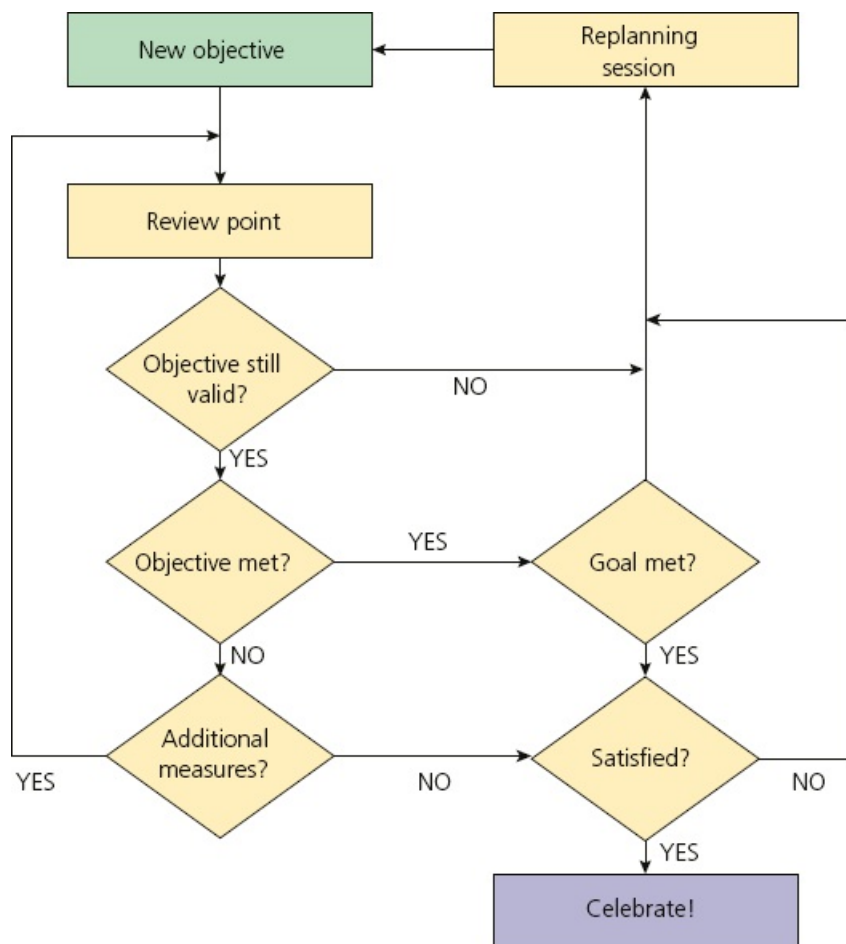 New objective
Replanning
session
Review point
Objective still
valid?
NO
YES
Objective met?
YES
Goal met?
NO
YES
Additional
measures?
YES
NO
Satisfied?
NO
YES
Celebrate!